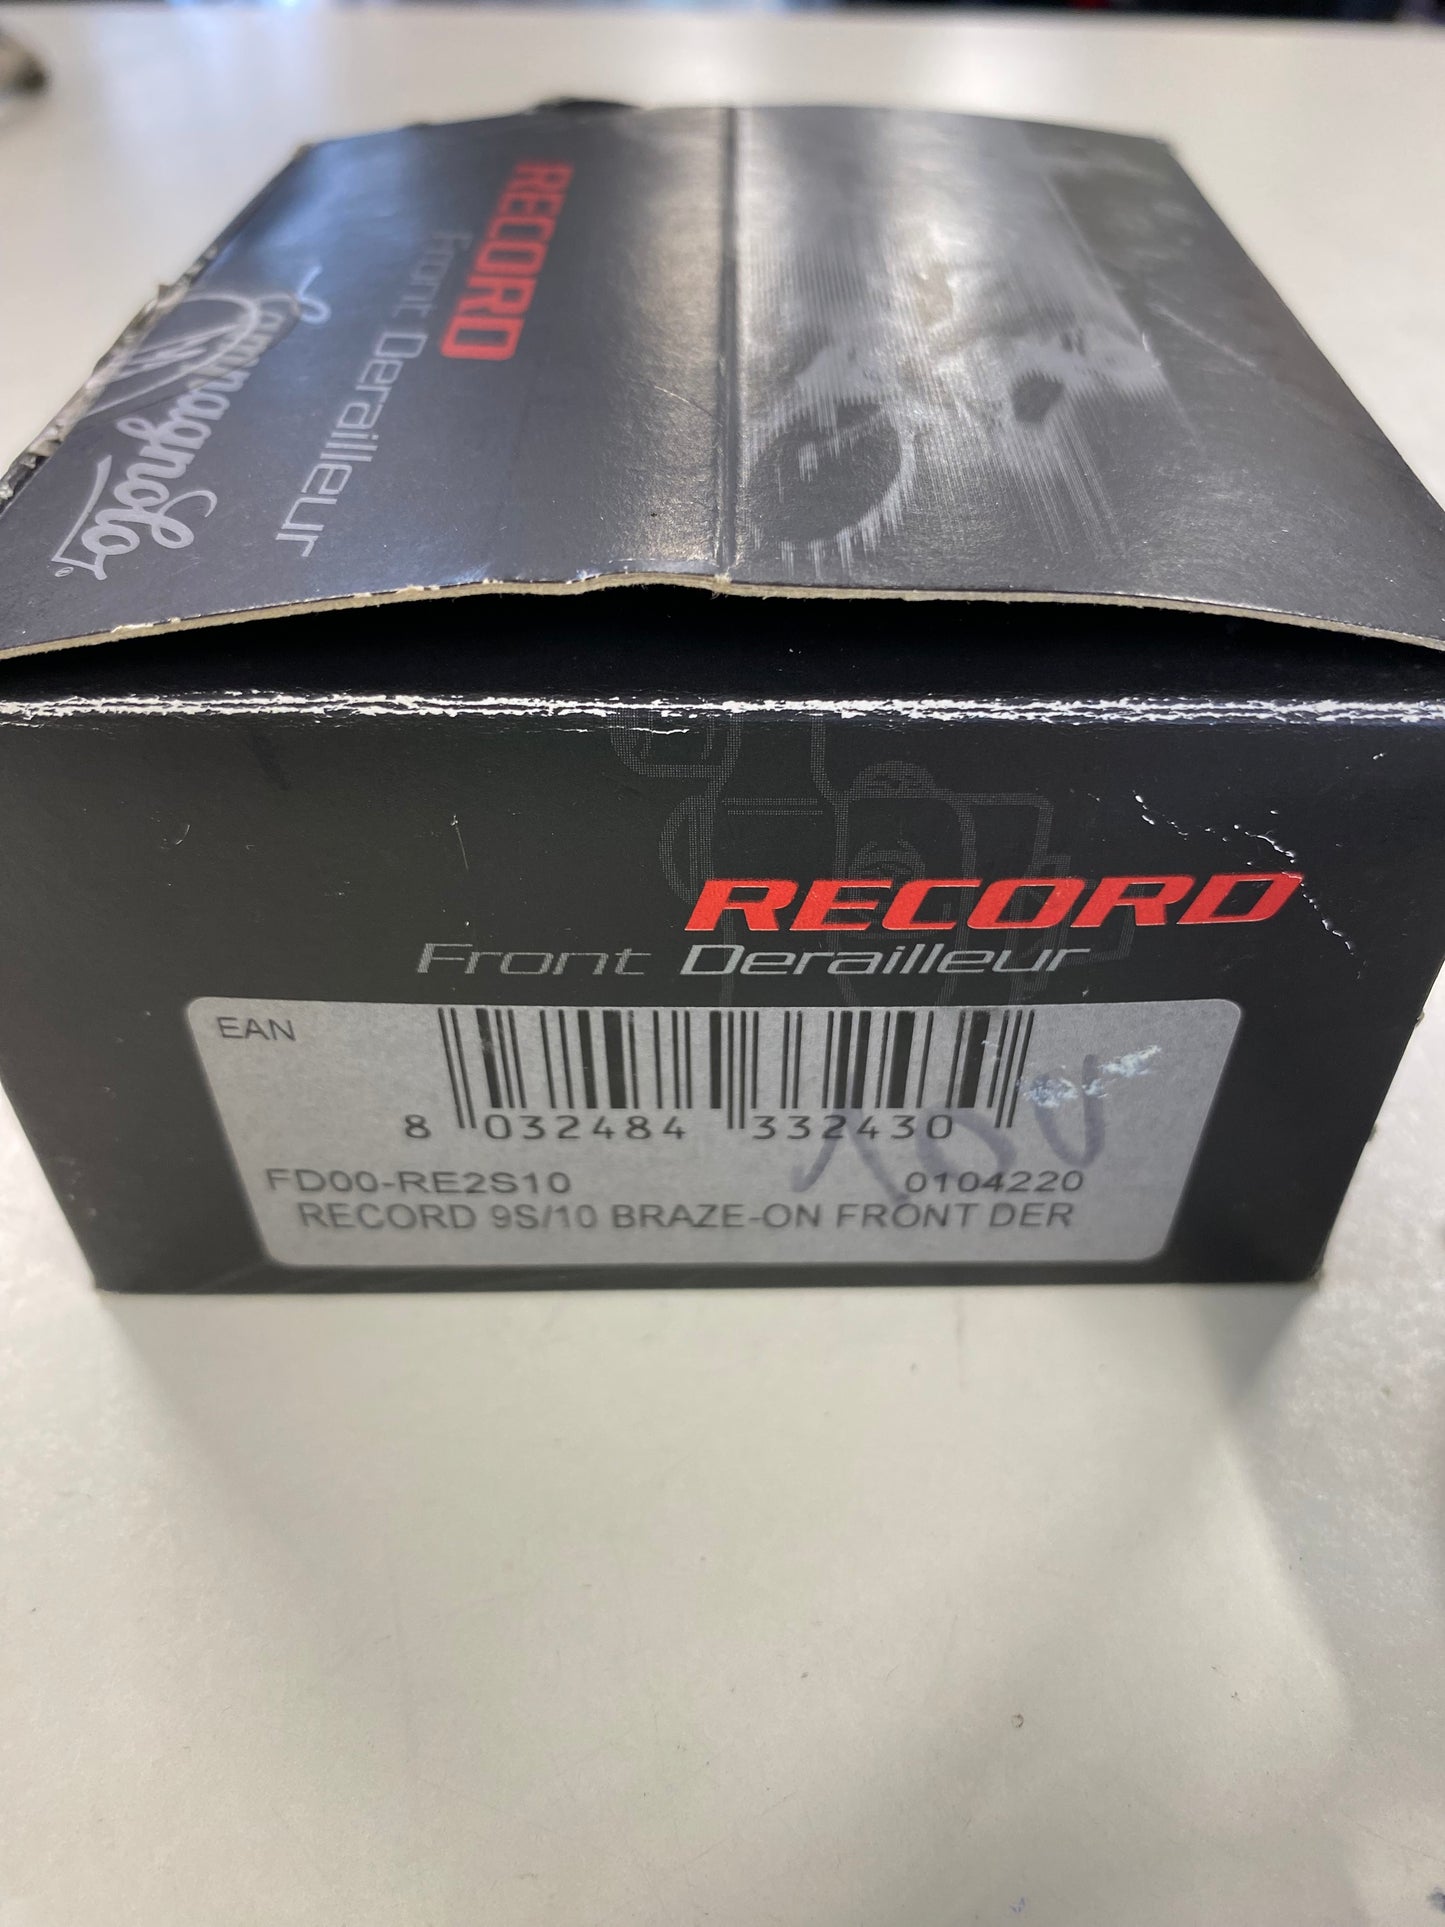 RECORD
Front Derailleur
Campagnolo
RECORD
Front Derailleur
EAN
8 032484 332430
FD00-RE2S10 0104220
RECORD 9S/10 BRAZE-ON FRONT DER